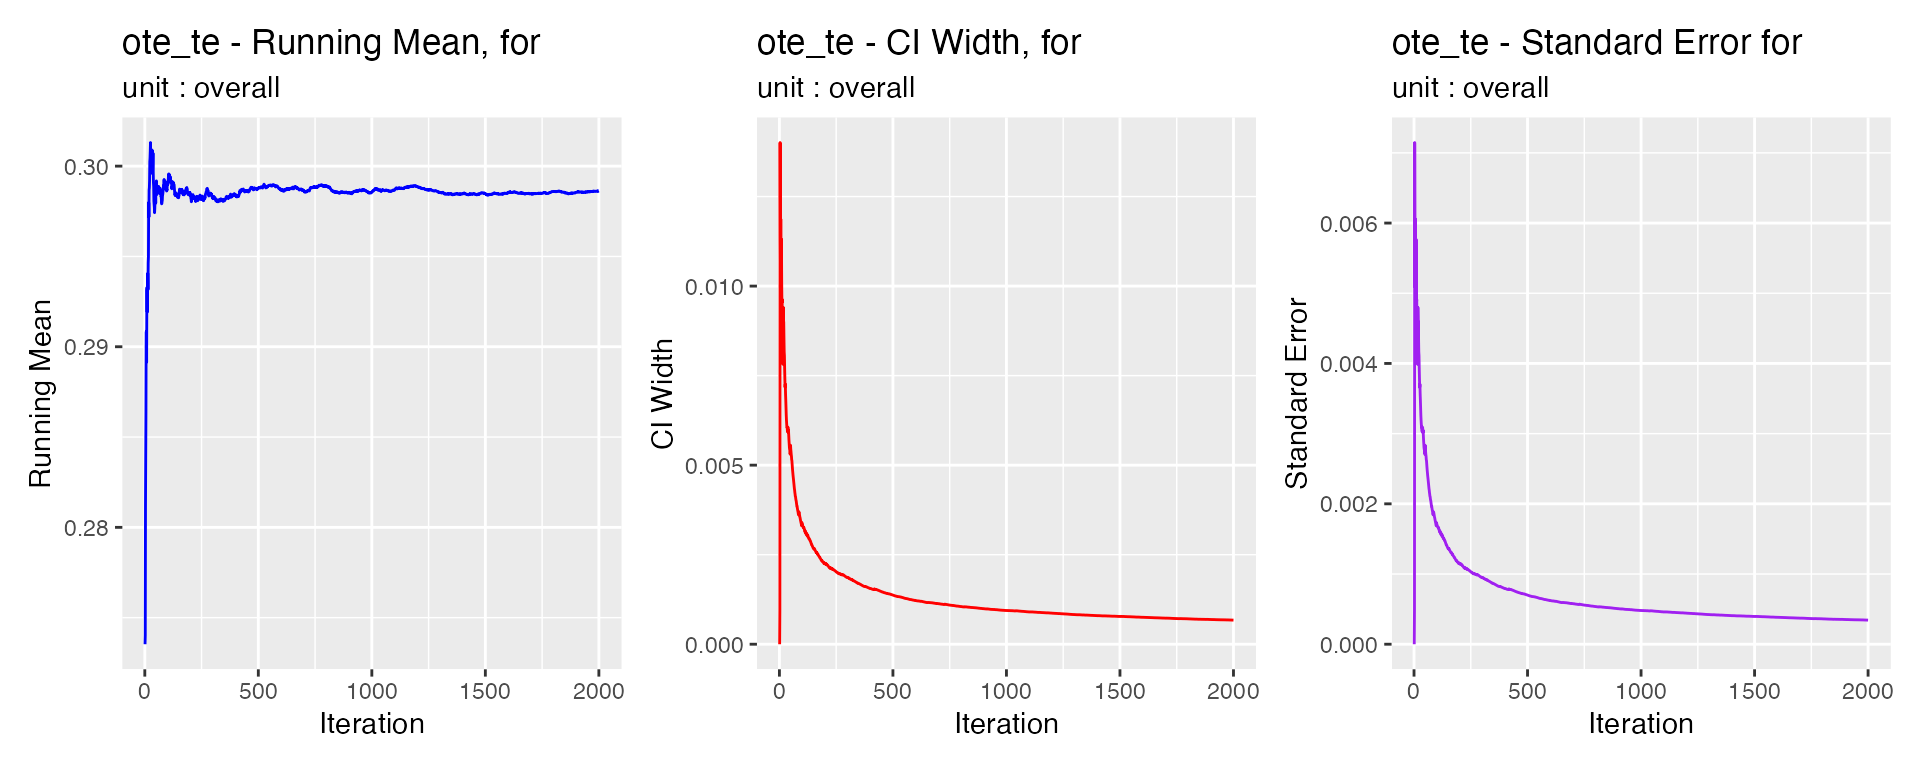 ote_te - Running Mean, for
unit : overall
Running Mean
0.30
0.29
0.28
0
500
1000
1500
2000
Iteration
ote_te - CI Width, for
unit : overall
CI Width
0.010
0.005
0.000
0
500
1000
1500
2000
Iteration
ote_te - Standard Error for
unit : overall
Standard Error
0.006
0.004
0.002
0.000
0
500
1000
1500
2000
Iteration